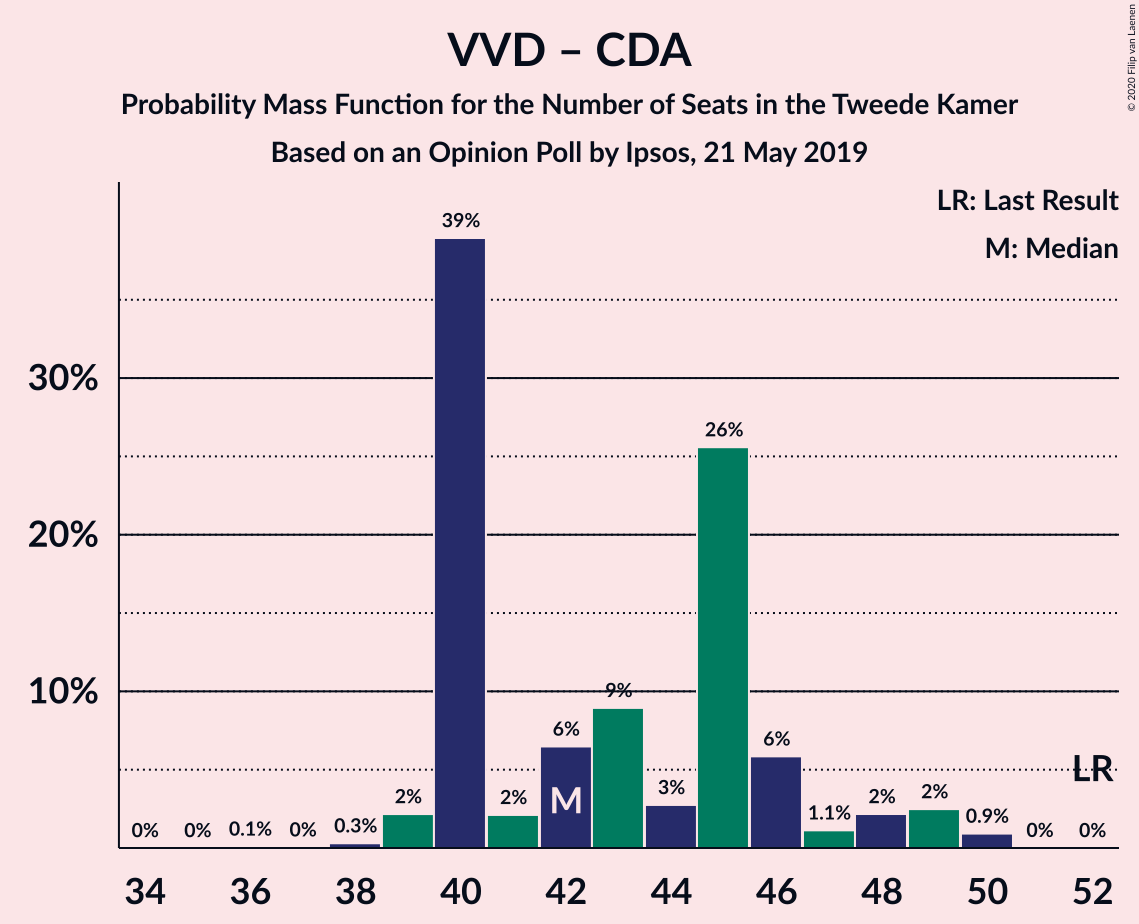 VVD – CDA
Probability Mass Function for the Number of Seats in the Tweede Kamer
Based on an Opinion Poll by Ipsos, 21 May 2019
© 2020 Filip van Laenen
LR: Last Result
M: Median
30%
20%
10%
0% 0% 0.1% 0% 0.3% 2% 39% 2% 6% 9% 3% 26% 6% 1.1% 2% 2% 0.9% 0% 0%
M
LR
34 36 38 40 42 44 46 48 50 52